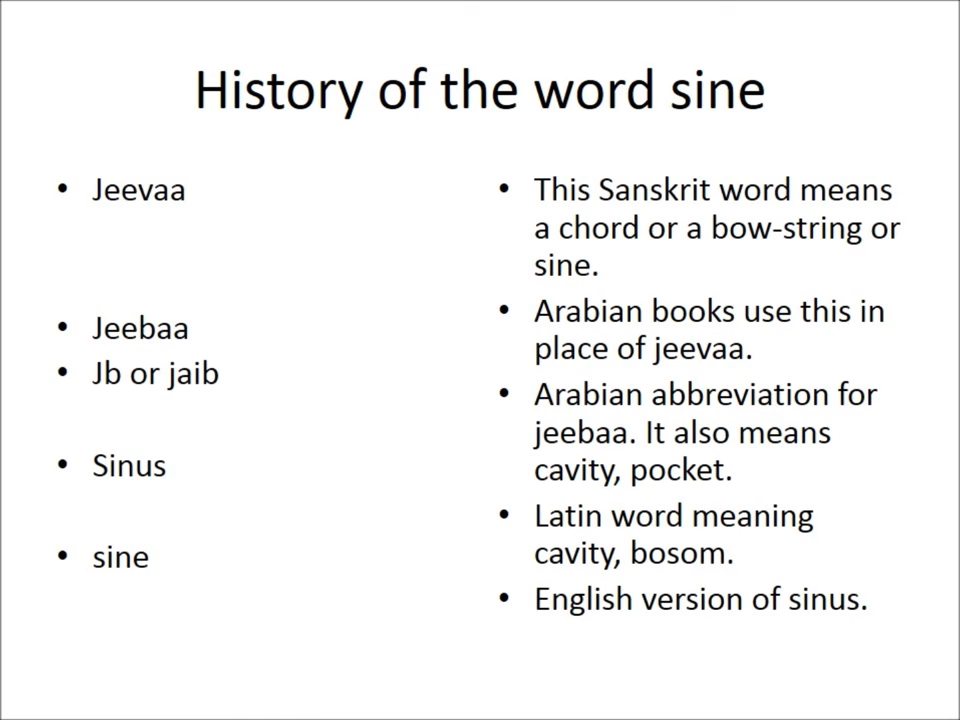 History of the word sine
• Jeevaa
• Jeebaa
• Jb or jaib
• Sinus
• sine
• This Sanskrit word means
a chord or a bow-string or
sine.
• Arabian books use this in
place of jeevaa.
• Arabian abbreviation for
jeebaa. It also means
cavity, pocket.
• Latin word meaning
cavity, bosom.
• English version of sinus.